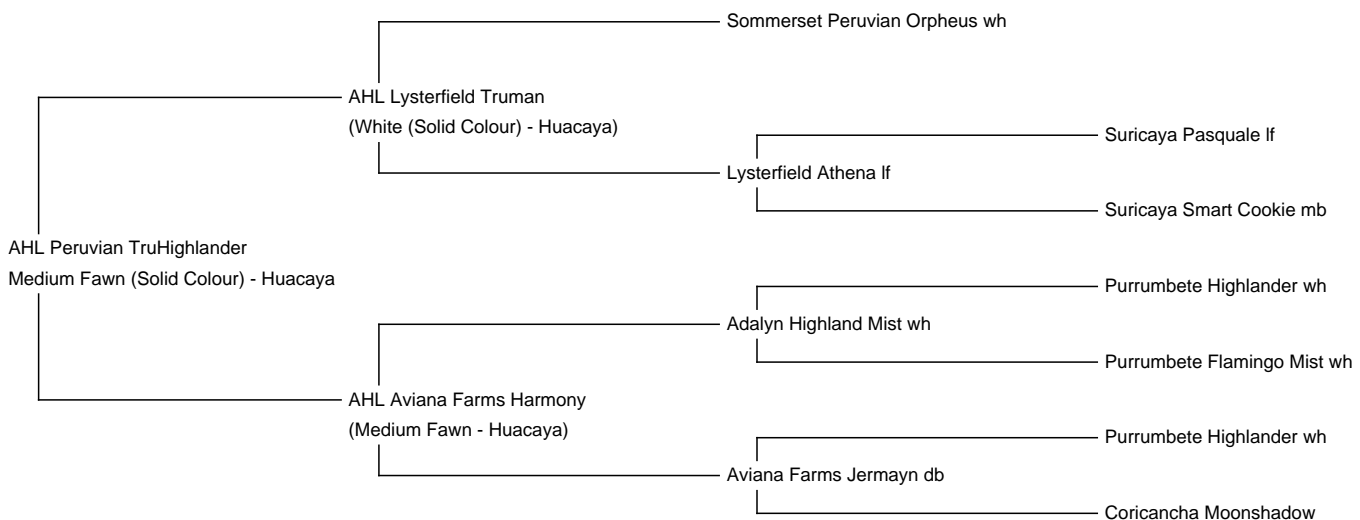 Sommerset Peruvian Orpheus wh
AHL Lysterfield Truman
(White (Solid Colour) - Huacaya)
Suricaya Pasquale lf
Lysterfield Athena lf
Suricaya Smart Cookie mb
AHL Peruvian TruHighlander
Medium Fawn (Solid Colour) - Huacaya
Purrumbete Highlander wh
Adalyn Highland Mist wh
Purrumbete Flamingo Mist wh
AHL Aviana Farms Harmony
(Medium Fawn - Huacaya)
Purrumbete Highlander wh
Aviana Farms Jermayn db
Coricancha Moonshadow